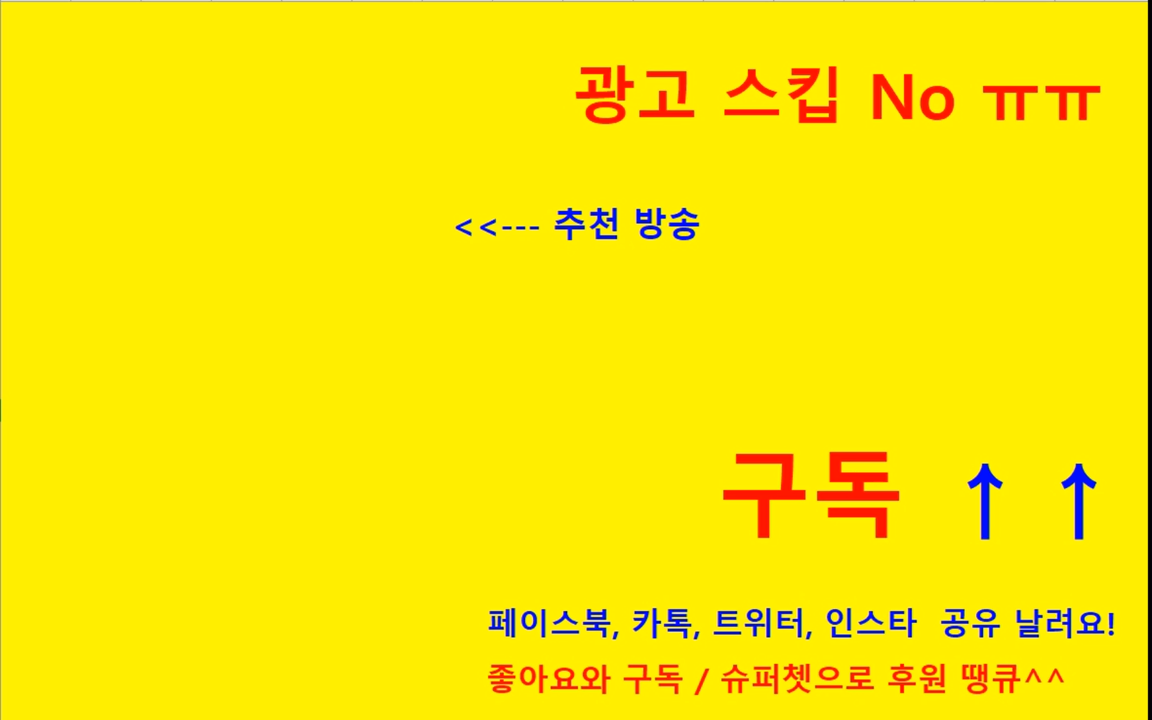 광고 스킵 No ㅠㅠ
<<--- 추천 방송
구독 ↑ ↑
페이스북, 카톡, 트위터, 인스타 공유 날려요!
좋아요와 구독 / 슈퍼쳇으로 후원 땡큐^^